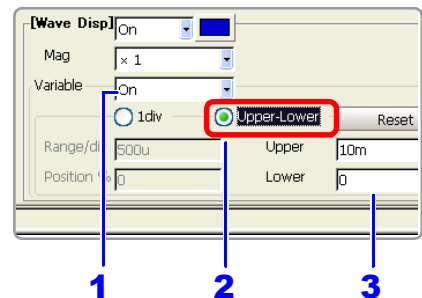 [Wave Disp] On
Mag × 1
Variable On
1div Upper-Lower Reset
Range/di 500u Upper 10m
Position % 0 Lower 0
1 2 3